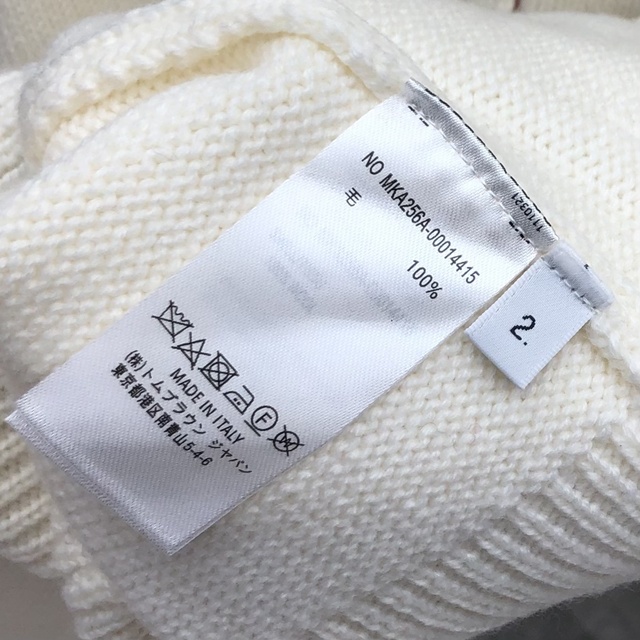 NO MKA256A-00014415
毛 100%
MADE IN ITALY
(株)トムブラウン ジャパン
東京都港区南青山5-4-6
2.